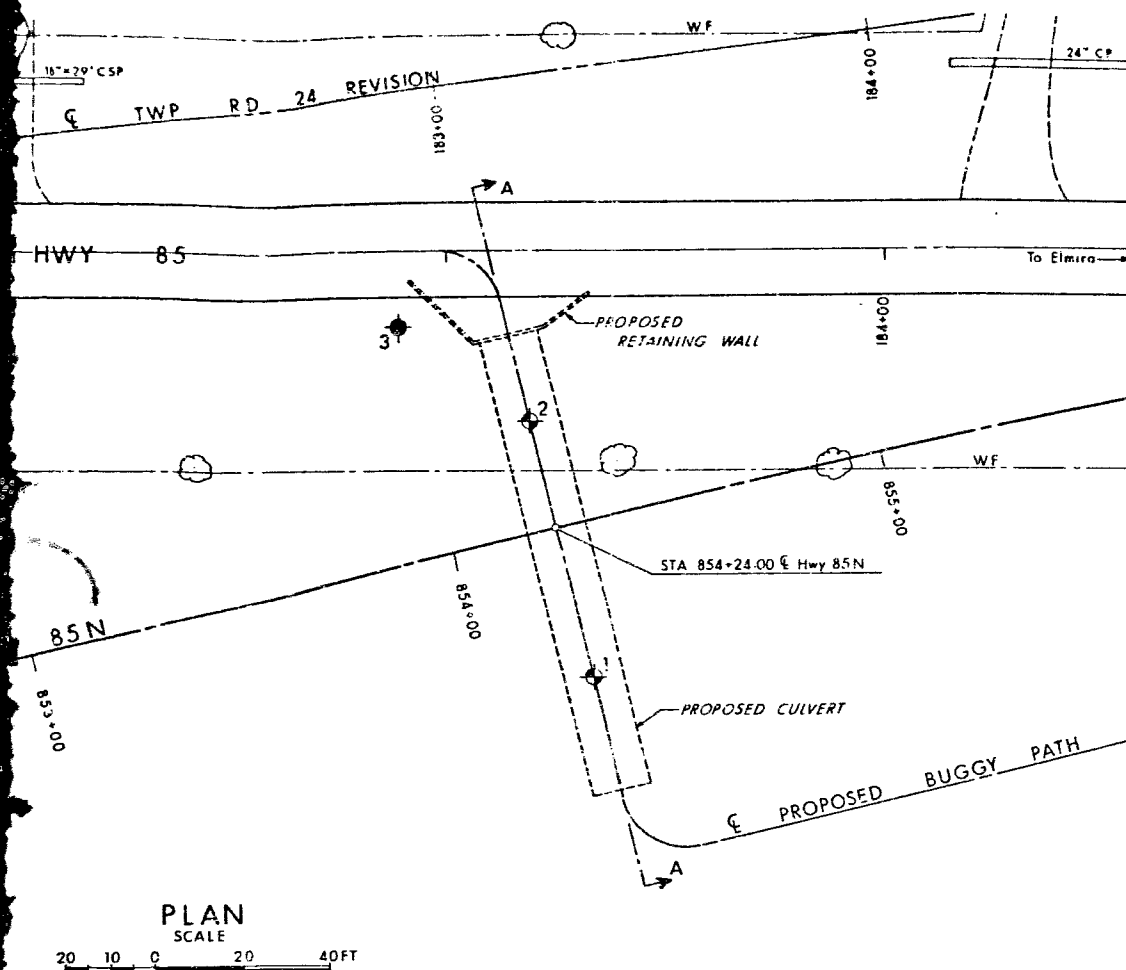 WF
18"=29' CSP
24" CP
℄ TWP RD 24 REVISION
183+00
184+00
A
HWY 85
To Elmira
PROPOSED
RETAINING WALL
3
184+00
2
WF
855+00
STA 854+24.00 ℄ Hwy 85N
854+00
85N
853+00
1
PROPOSED CULVERT
℄ PROPOSED BUGGY PATH
A
PLAN
SCALE
20 10 0 20 40FT